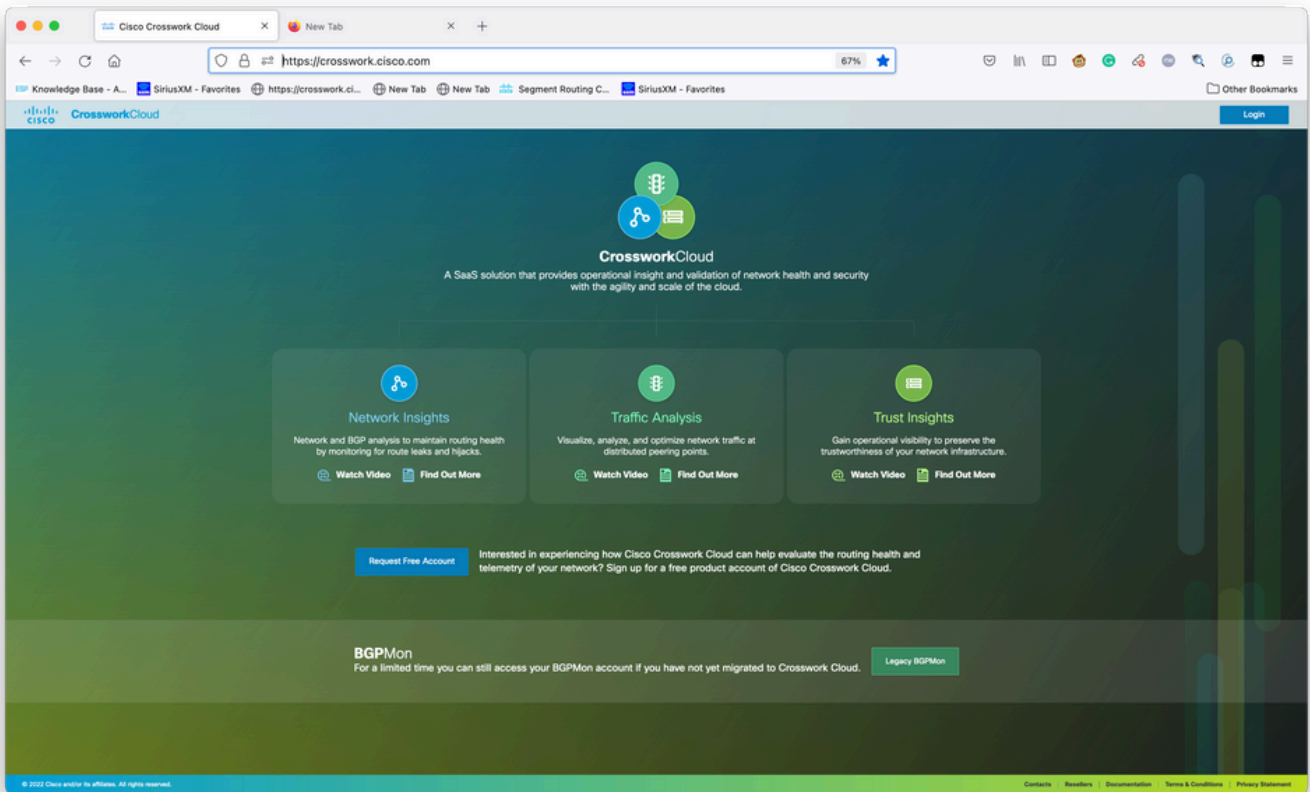 Cisco Crosswork Cloud
New Tab
https://crosswork.cisco.com
67%
Knowledge Base - A...
SiriusXM - Favorites
https://crosswork.ci...
New Tab
New Tab
Segment Routing C...
SiriusXM - Favorites
Other Bookmarks
CISCO CrossworkCloud
Login
CrossworkCloud
A SaaS solution that provides operational insight and validation of network health and security
with the agility and scale of the cloud.
Network Insights
Network and BGP analysis to maintain routing health
by monitoring for route leaks and hijacks.
Watch Video Find Out More
Traffic Analysis
Visualize, analyze, and optimize network traffic at
distributed peering points.
Watch Video Find Out More
Trust Insights
Gain operational visibility to preserve the
trustworthiness of your network infrastructure.
Watch Video Find Out More
Request Free Account
Interested in experiencing how Cisco Crosswork Cloud can help evaluate the routing health and
telemetry of your network? Sign up for a free product account of Cisco Crosswork Cloud.
BGPMon
For a limited time you can still access your BGPMon account if you have not yet migrated to Crosswork Cloud.
Legacy BGPMon
© 2022 Cisco and/or its affiliates. All rights reserved.
Contacts | Resellers | Documentation | Terms & Conditions | Privacy Statement